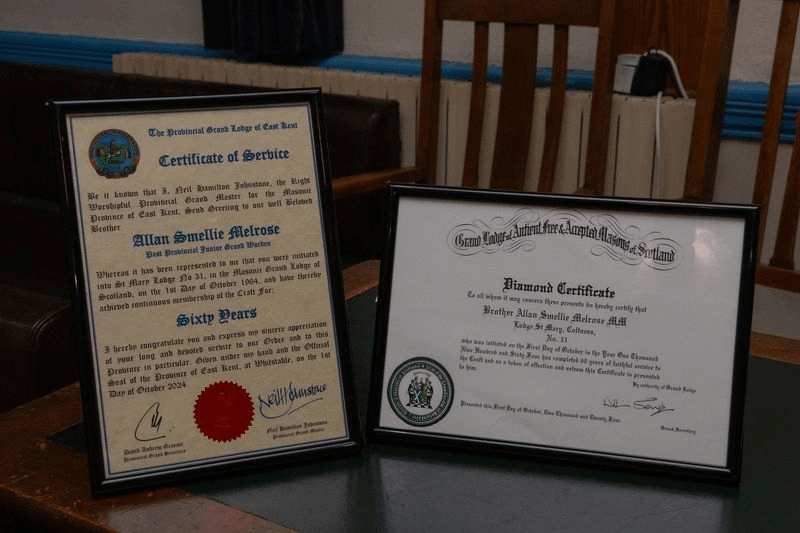 The Provincial Grand Lodge of East Kent
Certificate of Service
Be it known that I, Neil Hamilton Johnstone, the Right
Worshipful Provincial Grand Master for the Masonic
Province of East Kent, Send Greeting to our well Beloved
Brother
Allan Smellie Melrose
Past Provincial Junior Grand Warden
Whereas it has been represented to me that you were initiated
into St Mary Lodge No 31, in the Masonic Grand Lodge of
Scotland, on the 1st Day of October 1964, and have thereby
achieved continuous membership of the Craft For;
Sixty Years
I hereby congratulate you and express my sincere appreciation
of your long and devoted service to our Order and to this
Province in particular. Given under my hand and the Official
Seal of the Province of East Kent, at Whitstable, on the 1st
Day of October 2024.
David Andrew Graeme
Provincial Grand Secretary
Neil Hamilton Johnstone
Provincial Grand Master
Grand Lodge of Antient Free & Accepted Masons of Scotland
Diamond Certificate
To all whom it may concern these presents be hereby certify that
Brother Allan Smellie Melrose MM
Lodge St Mary, Coltness,
No. 31
who was initiated on the First Day of October in the Year One Thousand
Nine Hundred and Sixty Four has completed 60 years of faithful service to
the Craft and as a token of affection and esteem this Certificate is presented
to him.
By authority of Grand Lodge
Presented this First Day of October, Two Thousand and Twenty Four.
Grand Secretary